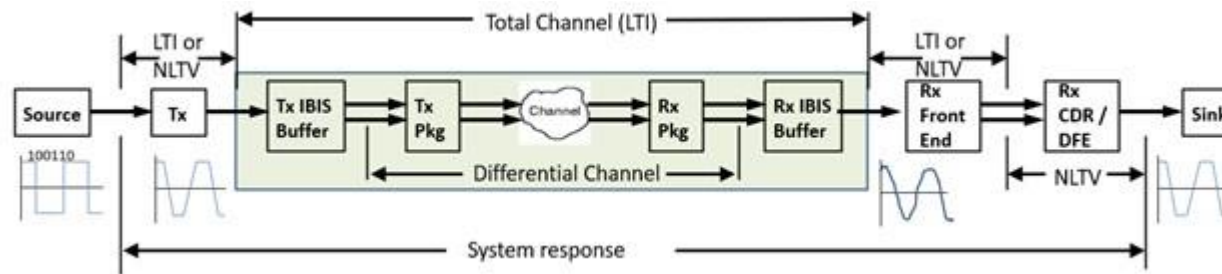 Total Channel (LTI)
LTI or
NLTV
LTI or
NLTV
Source
Tx
Tx IBIS
Buffer
Tx
Pkg
Channel
Rx
Pkg
Rx IBIS
Buffer
Rx
Front
End
Rx
CDR /
DFE
Sink
100110
Differential Channel
NLTV
System response